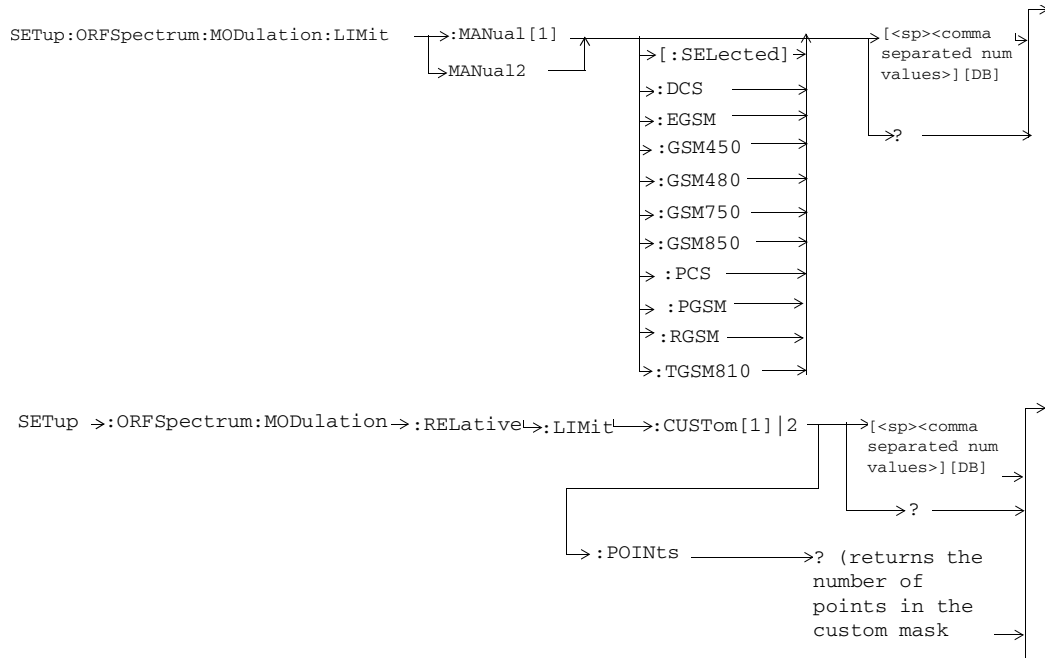 SETup:ORFSpectrum:MODulation:LIMit :MANual[1] [<sp><comma
separated num
values>][DB]
MANual2
[:SELected]
:DCS
:EGSM
?
:GSM450
:GSM480
:GSM750
:GSM850
:PCS
:PGSM
:RGSM
:TGSM810
SETup :ORFSpectrum:MODulation :RELative :LIMit :CUSTom[1]|2 [<sp><comma
separated num
values>][DB]
?
:POINts ? (returns the
number of
points in the
custom mask